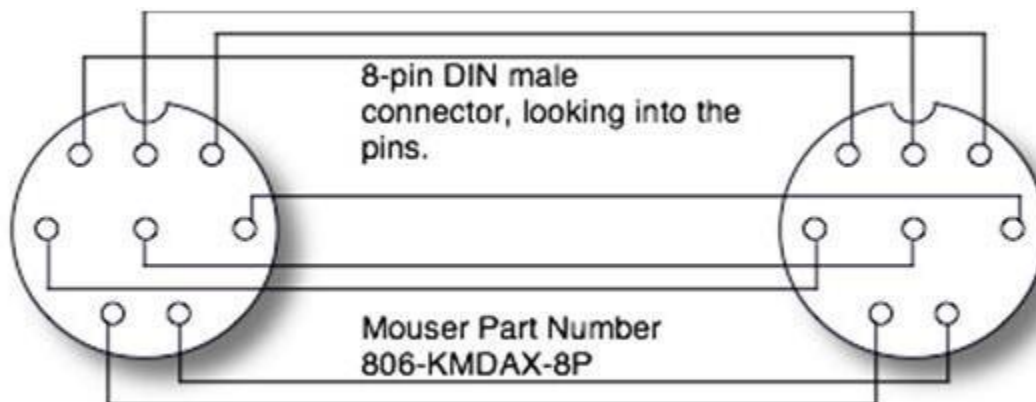 8-pin DIN male
connector, looking into the
pins.
Mouser Part Number
806-KMDAX-8P